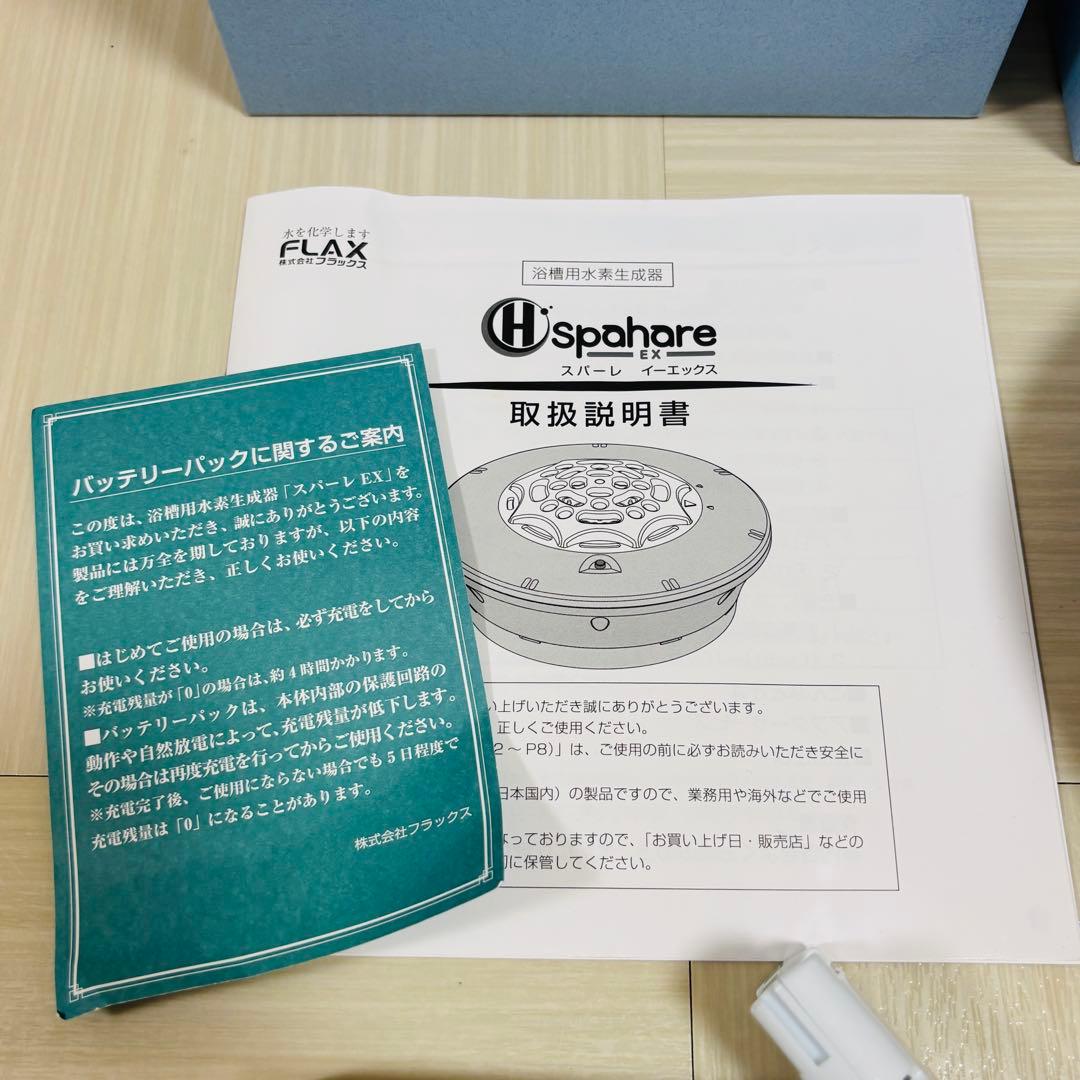 水を化学します
FLAX
株式会社フラックス
浴槽用水素生成器
H spahare
EX
スパーレ イーエックス
取扱説明書
い上げいただき誠にありがとうございます。
正しくご使用ください。
2～P8)」は、ご使用の前に必ずお読みいただき安全に
日本国内）の製品ですので、業務用や海外などでご使用
なっておりますので、「お買い上げ日・販売店」などの
に保管してください。
バッテリーパックに関するご案内
この度は、浴槽用水素生成器「スパーレ EX」を
お買い求めいただき、誠にありがとうございます。
製品には万全を期しておりますが、以下の内容
をご理解いただき、正しくお使いください。
■はじめてご使用の場合は、必ず充電をしてから
お使いください。
※充電残量が「0」の場合は、約4時間かかります。
■バッテリーパックは、本体内部の保護回路の
動作や自然放電によって、充電残量が低下します。
その場合は再度充電を行ってからご使用ください。
※充電完了後、ご使用にならない場合でも5日程度で
充電残量は「0」になることがあります。
株式会社フラックス